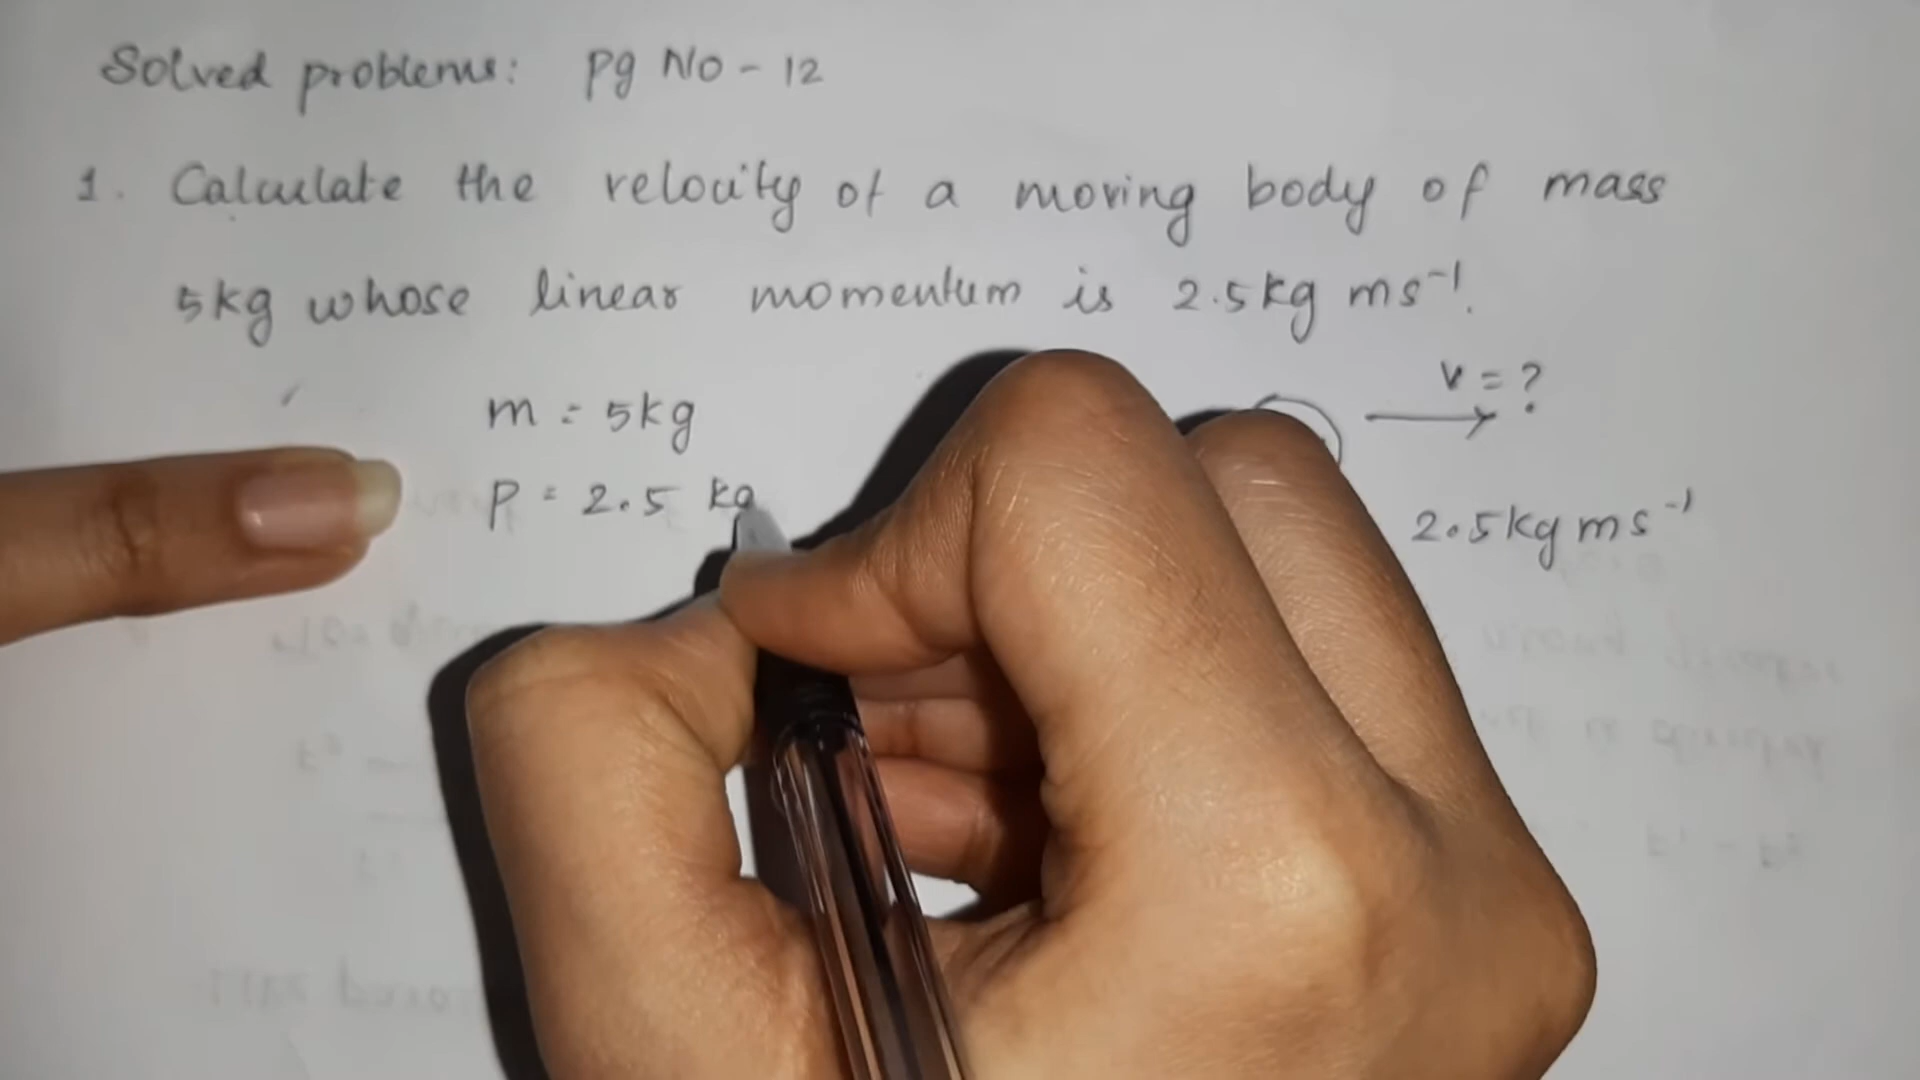 Solved problems: pg No - 12
1. Calculate the velocity of a moving body of mass
5kg whose linear momentum is 2.5kg ms⁻¹.
m = 5kg
P = 2.5 kg
v = ?
2.5kg ms⁻¹